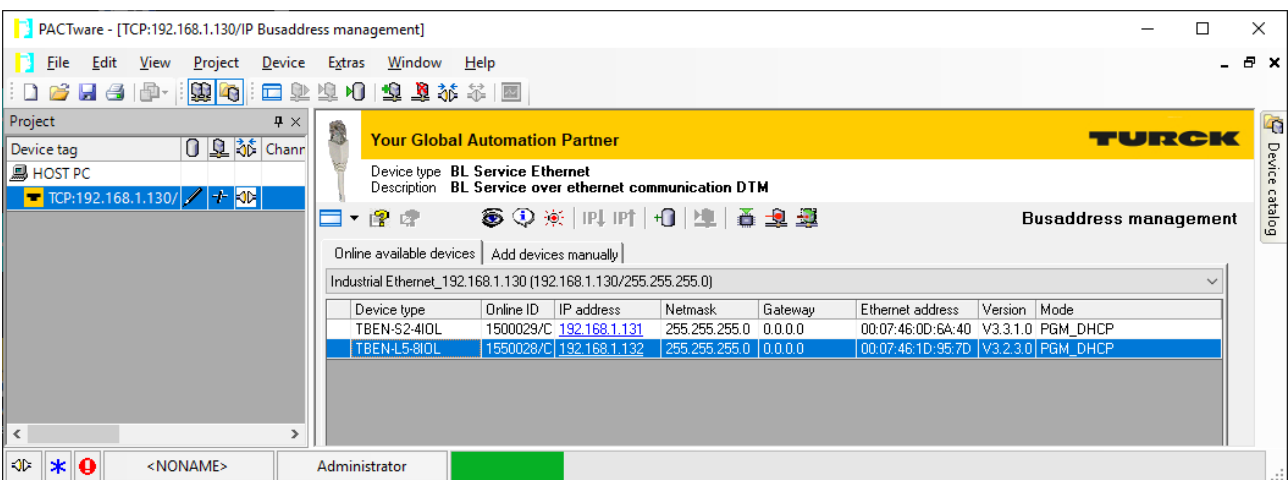 PACTware - [TCP:192.168.1.130/IP Busaddress management]
File Edit View Project Device Extras Window Help
Project
Device tag Chanr
HOST PC
TCP:192.168.1.130/
Your Global Automation Partner
TURCK
Device type BL Service Ethernet
Description BL Service over ethernet communication DTM
IP IP Busaddress management
Online available devices Add devices manually
Industrial Ethernet_192.168.1.130 (192.168.1.130/255.255.255.0)
Device type Online ID IP address Netmask Gateway Ethernet address Version Mode
TBEN-S2-4IOL 1500029/C 192.168.1.131 255.255.255.0 0.0.0.0 00:07:46:0D:6A:40 V3.3.1.0 PGM_DHCP
TBEN-L5-8IOL 1550028/C 192.168.1.132 255.255.255.0 0.0.0.0 00:07:46:1D:95:7D V3.2.3.0 PGM_DHCP
Device catalog
<NONAME> Administrator